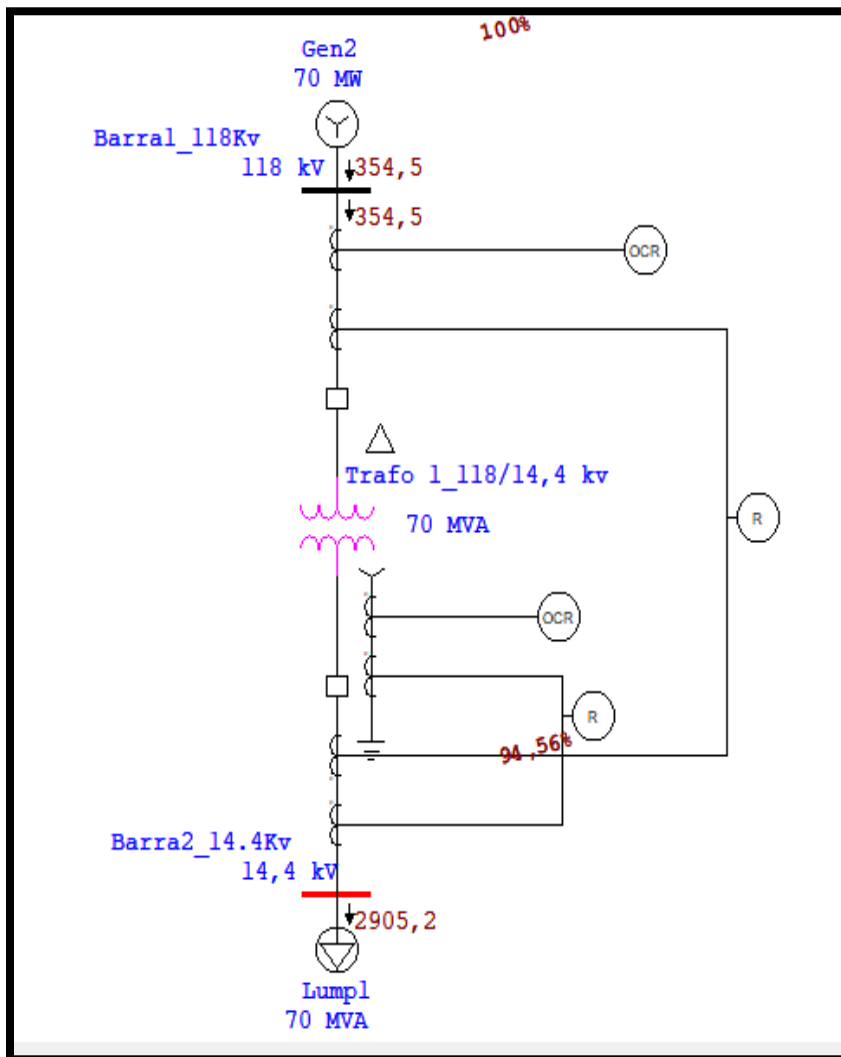 100%
Gen2
70 MW
Barra1_118Kv
118 kV
354,5
354,5
OCR
Trafo 1_118/14,4 kv
70 MVA
R
OCR
R
94,56%
Barra2_14.4Kv
14,4 kV
2905,2
Lump1
70 MVA